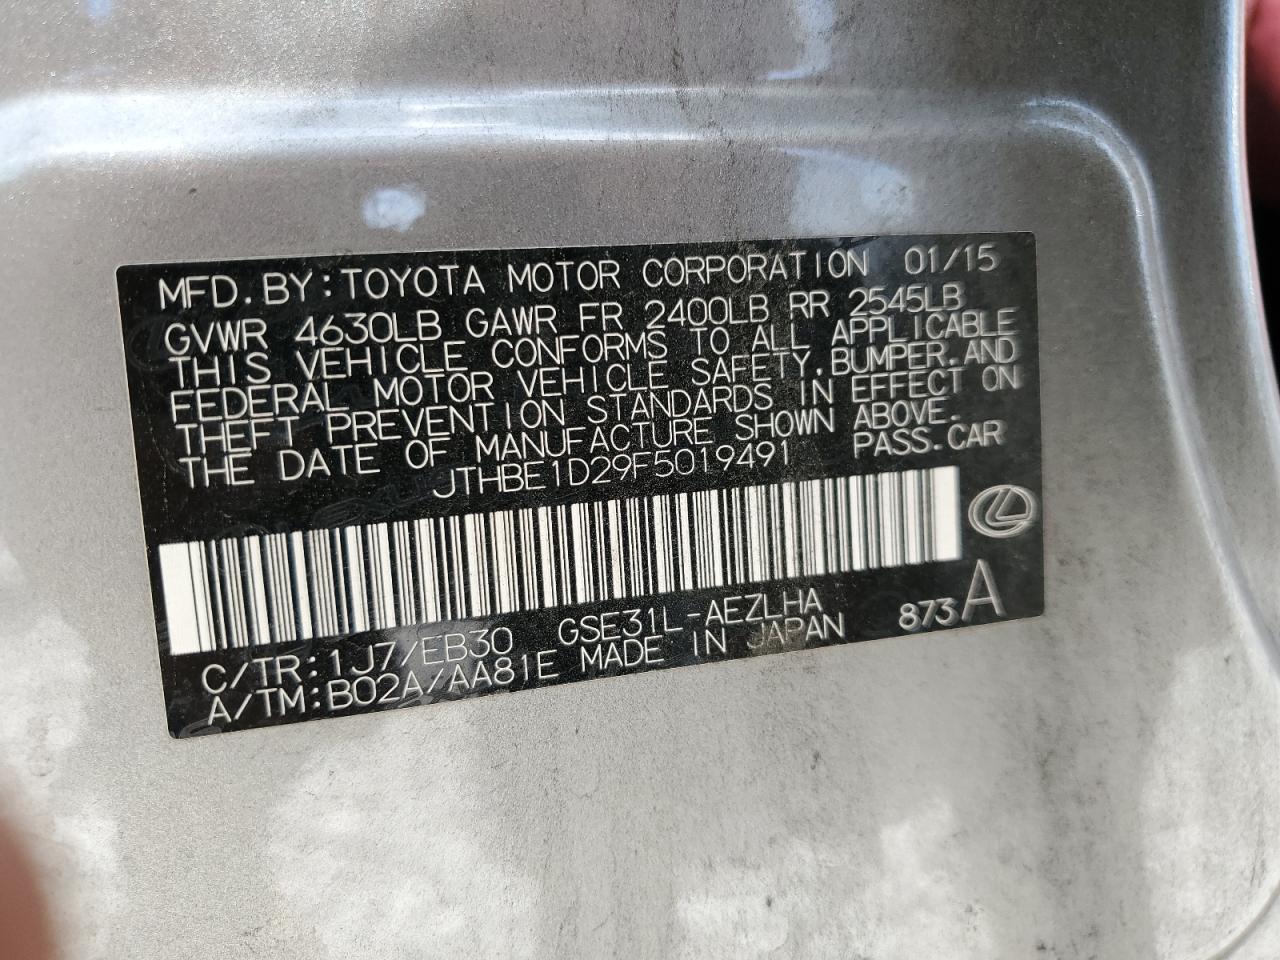 MFD. BY: TOYOTA MOTOR CORPORATION 01/15
GVWR 4630LB GAWR FR 2400LB RR 2545LB
THIS VEHICLE CONFORMS TO ALL APPLICABLE
FEDERAL MOTOR VEHICLE SAFETY, BUMPER, AND
THEFT PREVENTION STANDARDS IN EFFECT ON
THE DATE OF MANUFACTURE SHOWN ABOVE.
JTHBE1D29F5019491 PASS. CAR
C/TR: 1J7/EB30 GSE31L-AEZLHA 873A
A/TM: B02A/AA81E MADE IN JAPAN